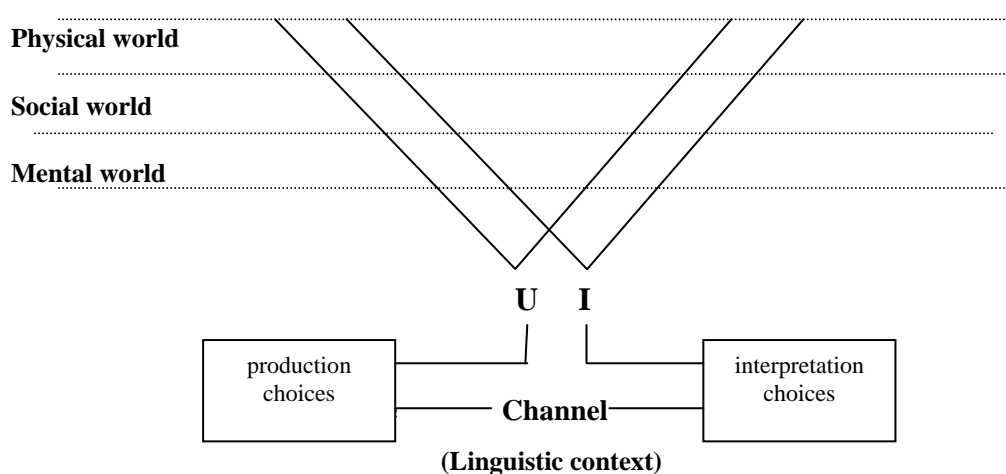 Physical world
Social world
Mental world
U I
production
choices
interpretation
choices
Channel
(Linguistic context)